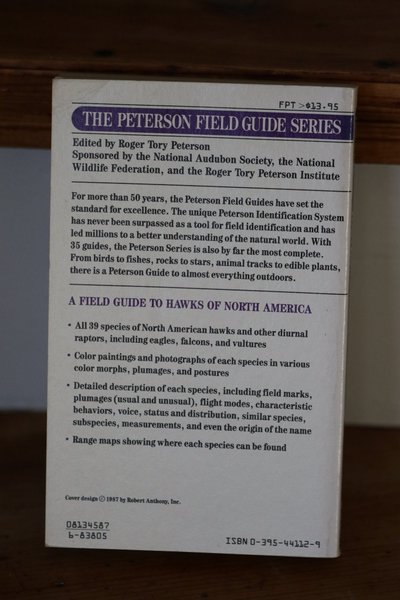 FPT >$13.95
THE PETERSON FIELD GUIDE SERIES
Edited by Roger Tory Peterson
Sponsored by the National Audubon Society, the National
Wildlife Federation, and the Roger Tory Peterson Institute
For more than 50 years, the Peterson Field Guides have set the
standard for excellence. The unique Peterson Identification System
has never been surpassed as a tool for field identification and has
led millions to a better understanding of the natural world. With
35 guides, the Peterson Series is also by far the most complete.
From birds to fishes, rocks to stars, animal tracks to edible plants,
there is a Peterson Guide to almost everything outdoors.
A FIELD GUIDE TO HAWKS OF NORTH AMERICA
• All 39 species of North American hawks and other diurnal
raptors, including eagles, falcons, and vultures
• Color paintings and photographs of each species in various
color morphs, plumages, and postures
• Detailed description of each species, including field marks,
plumages (usual and unusual), flight modes, characteristic
behaviors, voice, status and distribution, similar species,
subspecies, measurements, and even the origin of the name
• Range maps showing where each species can be found
Cover design © 1987 by Robert Anthony, Inc.
08134587
6-83805
ISBN 0-395-44112-9